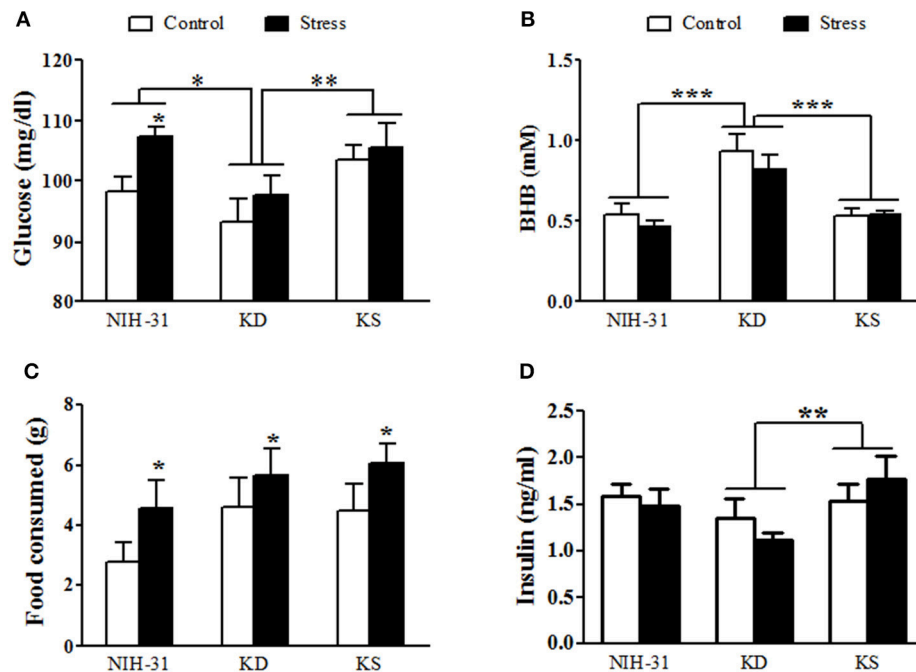 A
B
Control Stress
Control Stress
Glucose (mg/dl)
120
110
100
90
80
*
*
**
NIH-31 KD KS
BHB (mM)
1.5
1.0
0.5
0.0
***
***
NIH-31 KD KS
C
D
Food consumed (g)
8
6
4
2
0
*
*
*
NIH-31 KD KS
Insulin (ng/ml)
2.5
2.0
1.5
1.0
0.5
0.0
**
NIH-31 KD KS